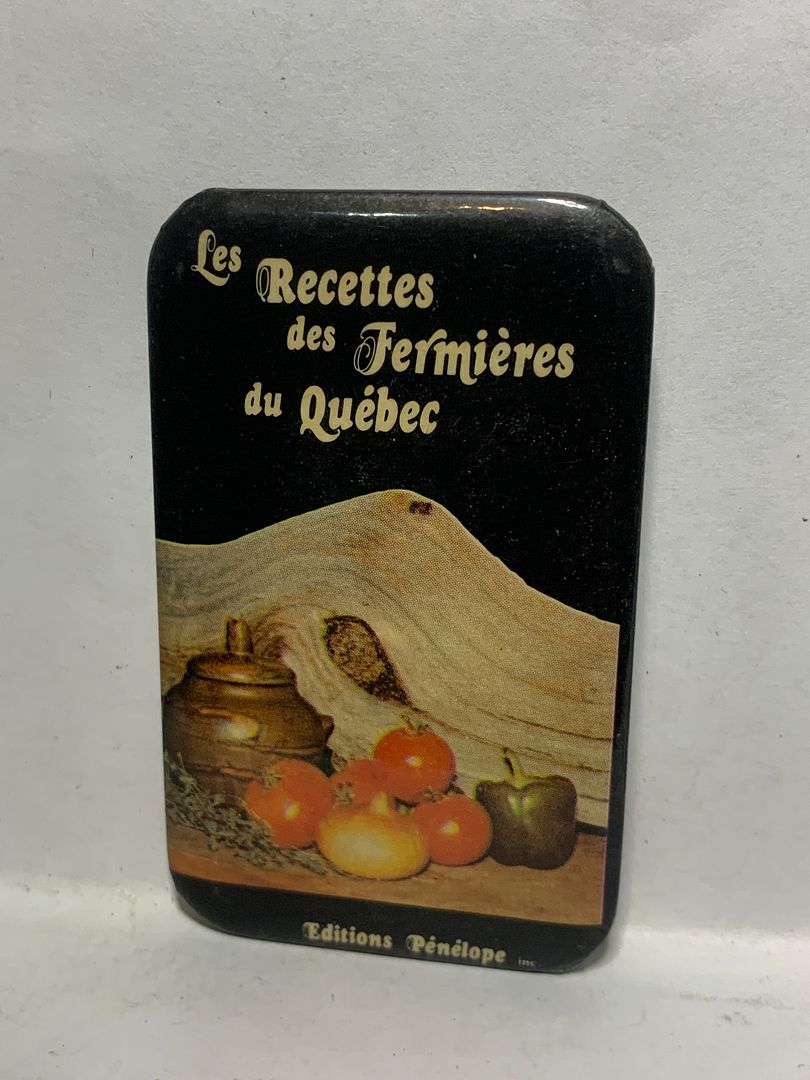 Les Recettes
des Fermières
du Québec
Editions Pénélope inc